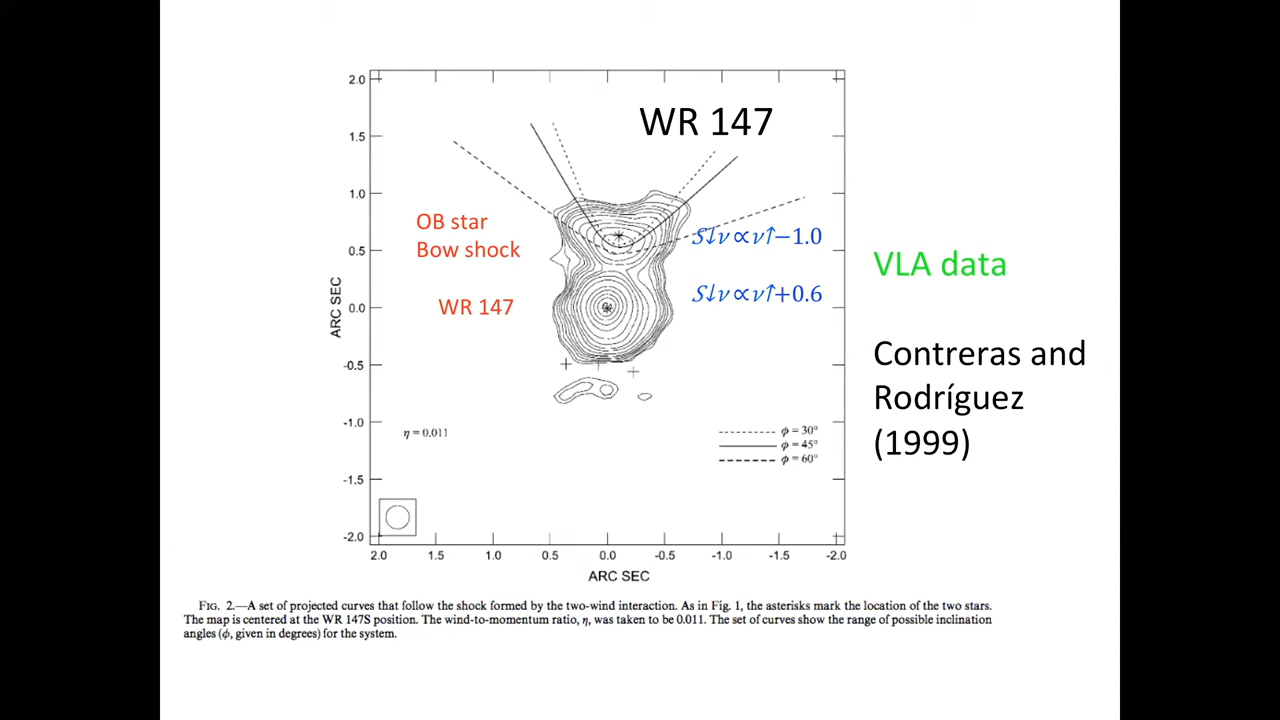 WR 147
2.0
1.5
1.0
0.5
0.0
-0.5
-1.0
-1.5
-2.0
ARC SEC
OB star
Bow shock
WR 147
S↓ν∝ν↑−1.0
S↓ν∝ν↑+0.6
η = 0.011
ϕ = 30°
ϕ = 45°
ϕ = 60°
2.0 1.5 1.0 0.5 0.0 -0.5 -1.0 -1.5 -2.0
ARC SEC
VLA data
Contreras and
Rodríguez
(1999)
FIG. 2.—A set of projected curves that follow the shock formed by the two-wind interaction. As in Fig. 1, the asterisks mark the location of the two stars.
The map is centered at the WR 147S position. The wind-to-momentum ratio, η, was taken to be 0.011. The set of curves show the range of possible inclination
angles (ϕ, given in degrees) for the system.